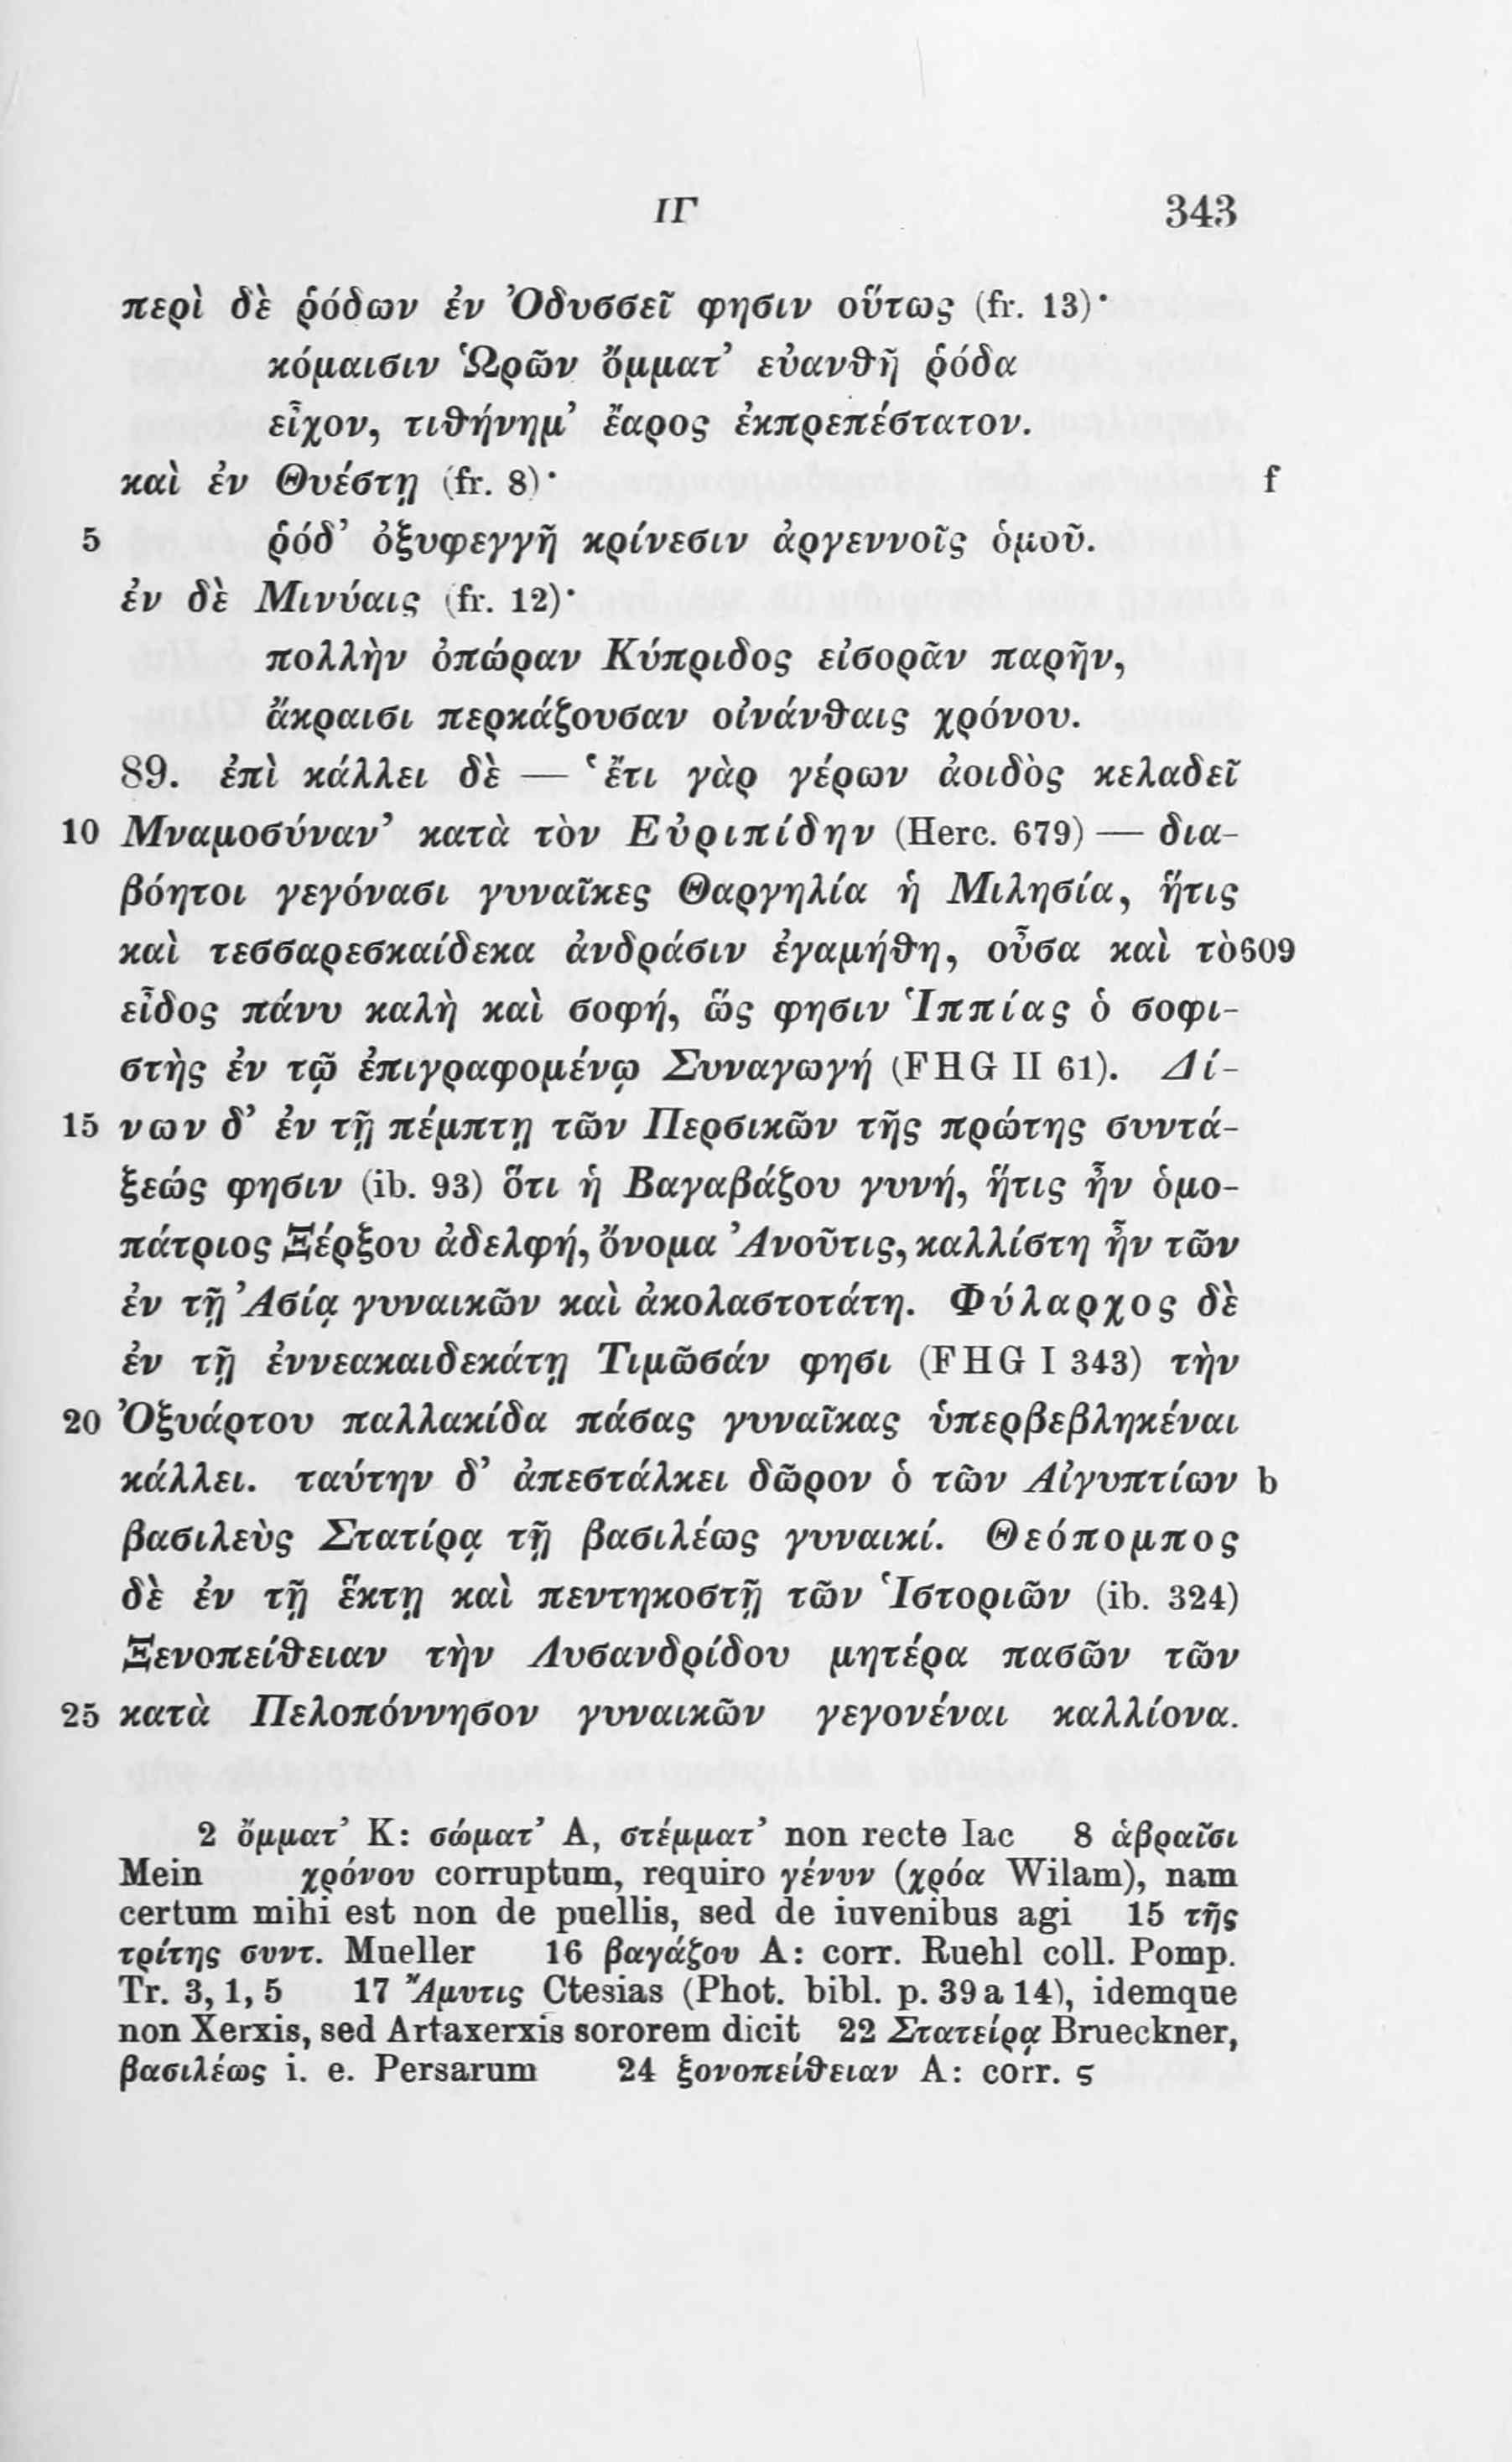 ΙΓ 343
περὶ δὲ ῥόδων ἐν Ὀδυσσεῖ φησιν οὕτως (fr. 13)·
κόμαισιν Ὡρῶν ὄμματ’ εὐανθῆ ῥόδα
εἶχον, τιθήνημ’ ἔαρος ἐκπρεπέστατον.
καὶ ἐν Θυέστῃ (fr. 8)· f
5 ῥόδ’ ὀξυφεγγῆ κρίνεσιν ἀργεννοῖς ὁμοῦ.
ἐν δὲ Μινύαις (fr. 12)·
πολλὴν ὀπώραν Κύπριδος εἰσορᾶν παρῆν,
ἄκραισι περκάζουσαν οἰνάνθαις χρόνου.
89. ἐπὶ κάλλει δὲ — ‘ἔτι γὰρ γέρων ἀοιδὸς κελαδεῖ
10 Μναμοσύναν’ κατὰ τὸν Εὐριπίδην (Herc. 679) — δια-
βόητοι γεγόνασι γυναῖκες Θαργηλία ἡ Μιλησία, ἥτις
καὶ τεσσαρεσκαίδεκα ἀνδράσιν ἐγαμήθη, οὖσα καὶ τὸ 609
εἶδος πάνυ καλὴ καὶ σοφή, ὥς φησιν Ἱππίας ὁ σοφι-
στὴς ἐν τῷ ἐπιγραφομένῳ Συναγωγή (FHG II 61). Δί-
15 νων δ’ ἐν τῇ πέμπτῃ τῶν Περσικῶν τῆς πρώτης συντά-
ξεώς φησιν (ib. 93) ὅτι ἡ Βαγαβάζου γυνή, ἥτις ἦν ὁμο-
πάτριος Ξέρξου ἀδελφή, ὄνομα Ἀνοῦτις, καλλίστη ἦν τῶν
ἐν τῇ Ἀσίᾳ γυναικῶν καὶ ἀκολαστοτάτη. Φύλαρχος δὲ
ἐν τῇ ἐννεακαιδεκάτῃ Τιμῶσάν φησι (FHG I 343) τὴν
20 Ὀξυάρτου παλλακίδα πάσας γυναῖκας ὑπερβεβληκέναι
κάλλει. ταύτην δ’ ἀπεστάλκει δῶρον ὁ τῶν Αἰγυπτίων b
βασιλεὺς Στατίρᾳ τῇ βασιλέως γυναικί. Θεόπομπος
δὲ ἐν τῇ ἕκτῃ καὶ πεντηκοστῇ τῶν Ἱστοριῶν (ib. 324)
Ξενοπείθειαν τὴν Λυσανδρίδου μητέρα πασῶν τῶν
25 κατὰ Πελοπόννησον γυναικῶν γεγονέναι καλλίονα.
2 ὄμματ’ K: σώματ’ A, στέμματ’ non recte Iac 8 ἁβραῖσι
Mein χρόνου corruptum, requiro γένυν (χρόα Wilam), nam
certum mihi est non de puellis, sed de iuvenibus agi 15 τῆς
τρίτης συντ. Mueller 16 βαγάζου A: corr. Ruehl coll. Pomp.
Tr. 3, 1, 5 17 Ἄμυτις Ctesias (Phot. bibl. p. 39 a 14), idemque
non Xerxis, sed Artaxerxis sororem dicit 22 Στατείρᾳ Brueckner,
βασιλέως i. e. Persarum 24 ξονοπείθειαν A: corr. ς